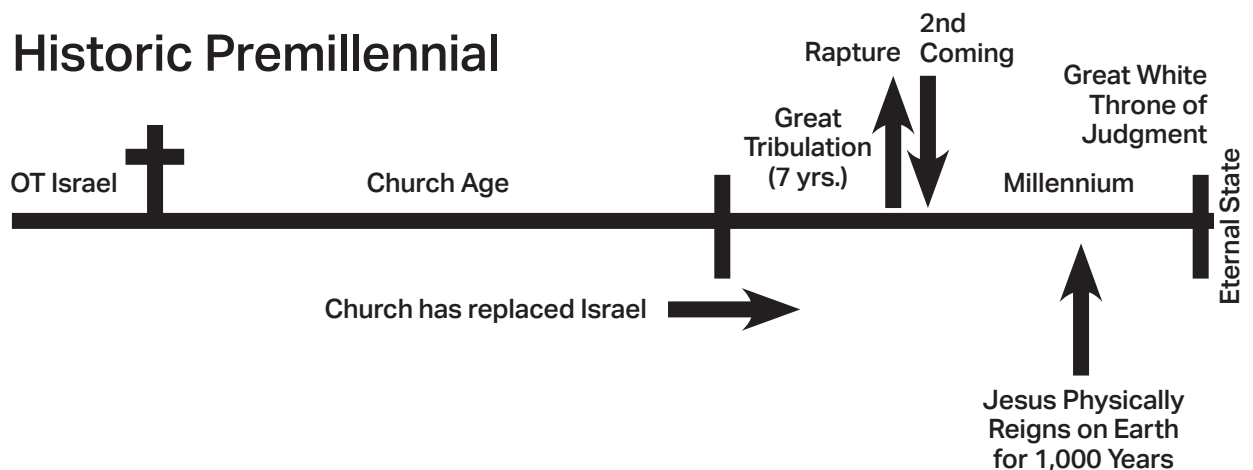 Historic Premillennial
OT Israel
Church Age
Great
Tribulation
(7 yrs.)
Rapture
2nd
Coming
Great White
Throne of
Judgment
Millennium
Eternal State
Church has replaced Israel
Jesus Physically
Reigns on Earth
for 1,000 Years